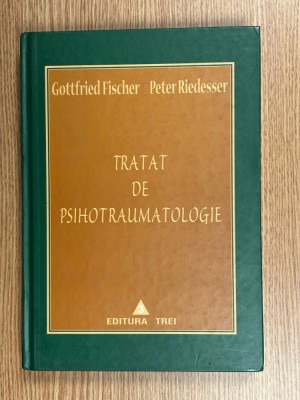 Gottfried Fischer Peter Riedesser
TRATAT
DE
PSIHOTRAUMATOLOGIE
EDITURA TREI